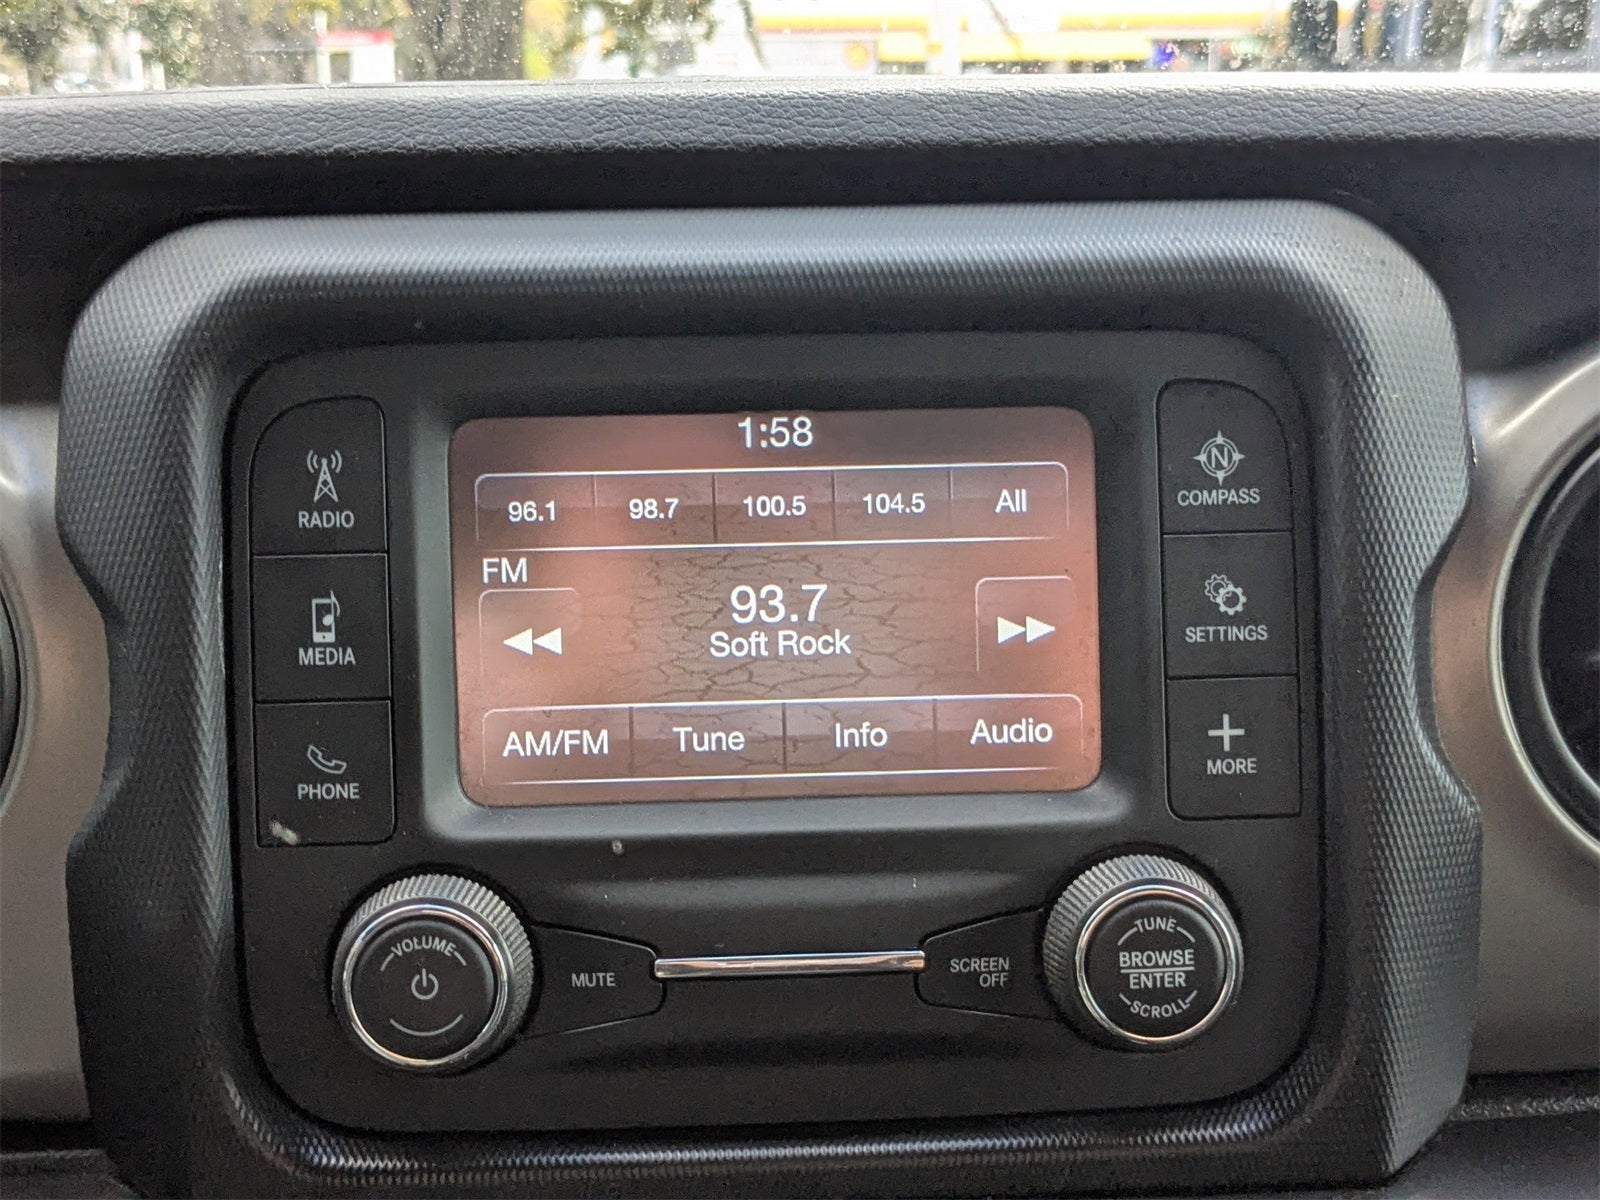 1:58
96.1 98.7 100.5 104.5 All
FM
93.7
Soft Rock
AM/FM Tune Info Audio
RADIO
MEDIA
PHONE
N
COMPASS
SETTINGS
MORE
VOLUME
MUTE
SCREEN
OFF
TUNE
BROWSE
ENTER
SCROLL